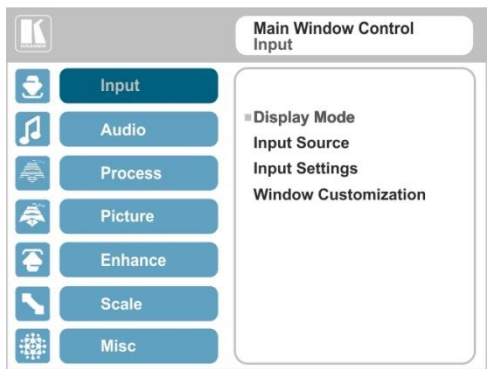 Main Window Control
Input
Input
Audio
Process
Picture
Enhance
Scale
Misc
Display Mode
Input Source
Input Settings
Window Customization